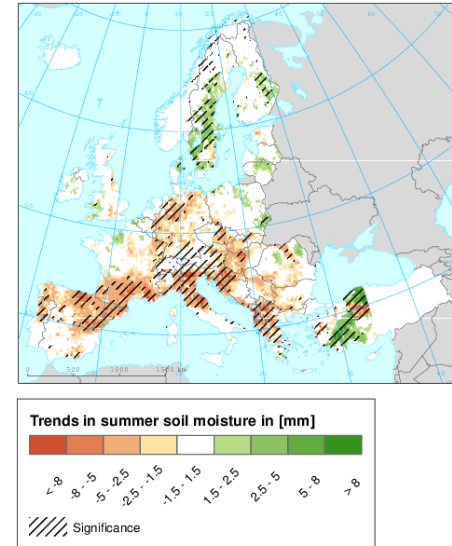 0 500 1000 1500 km
Trends in summer soil moisture in [mm]
< -8 -8 - -5 -5 - -2.5 -2.5 - -1.5 -1.5 - 1.5 1.5 - 2.5 2.5 - 5 5 - 8 > 8
Significance